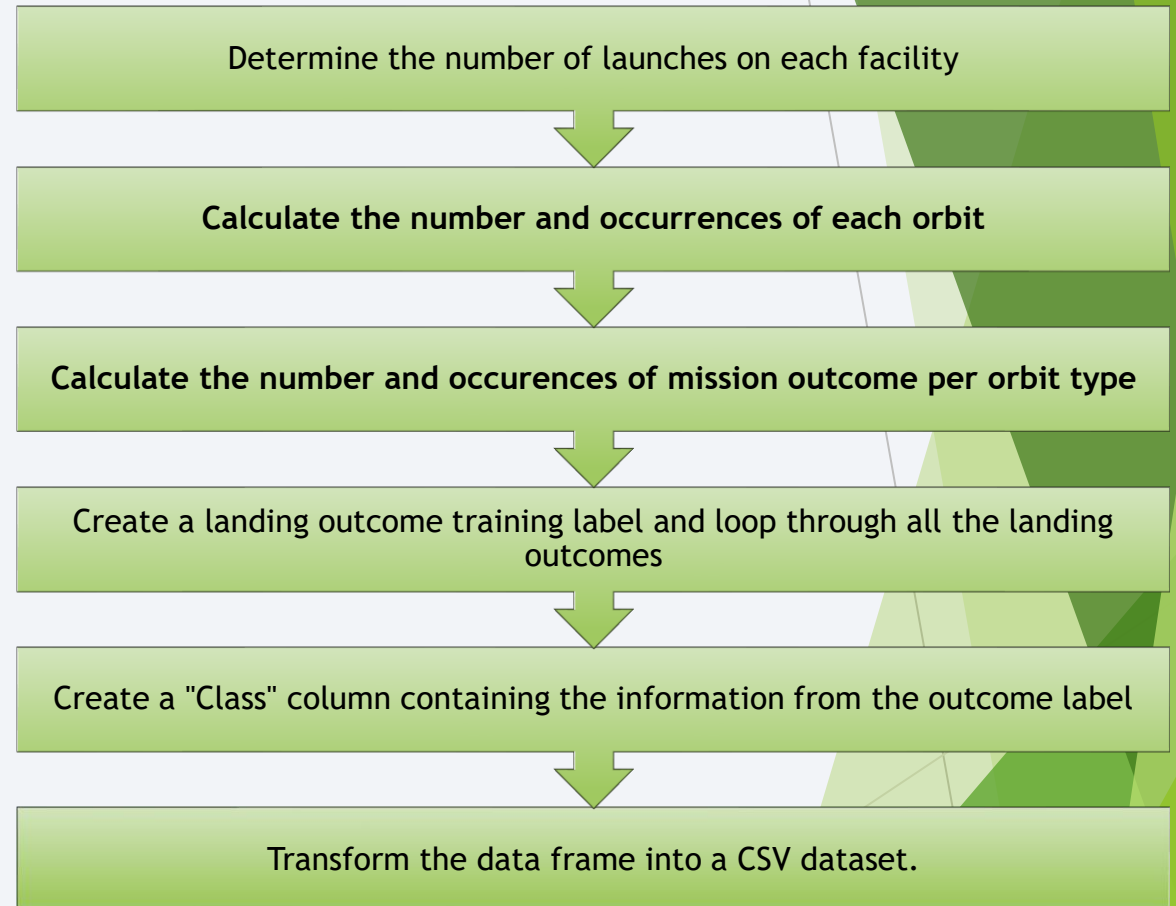 Determine the number of launches on each facility
Calculate the number and occurrences of each orbit
Calculate the number and occurences of mission outcome per orbit type
Create a landing outcome training label and loop through all the landing
outcomes
Create a "Class" column containing the information from the outcome label
Transform the data frame into a CSV dataset.